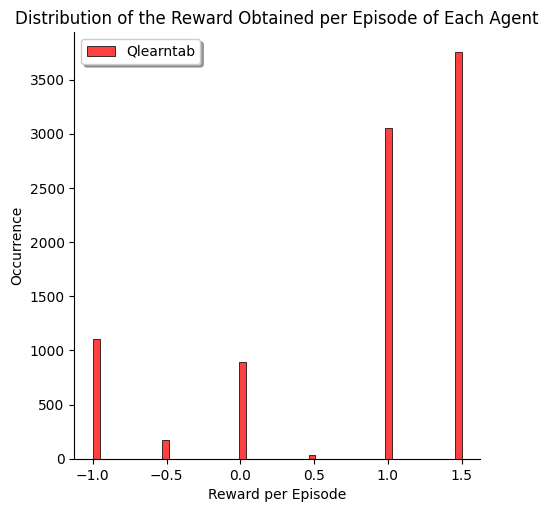 Distribution of the Reward Obtained per Episode of Each Agent
Qlearntab
3500
3000
2500
2000
1500
1000
500
0
Occurrence
−1.0 −0.5 0.0 0.5 1.0 1.5
Reward per Episode